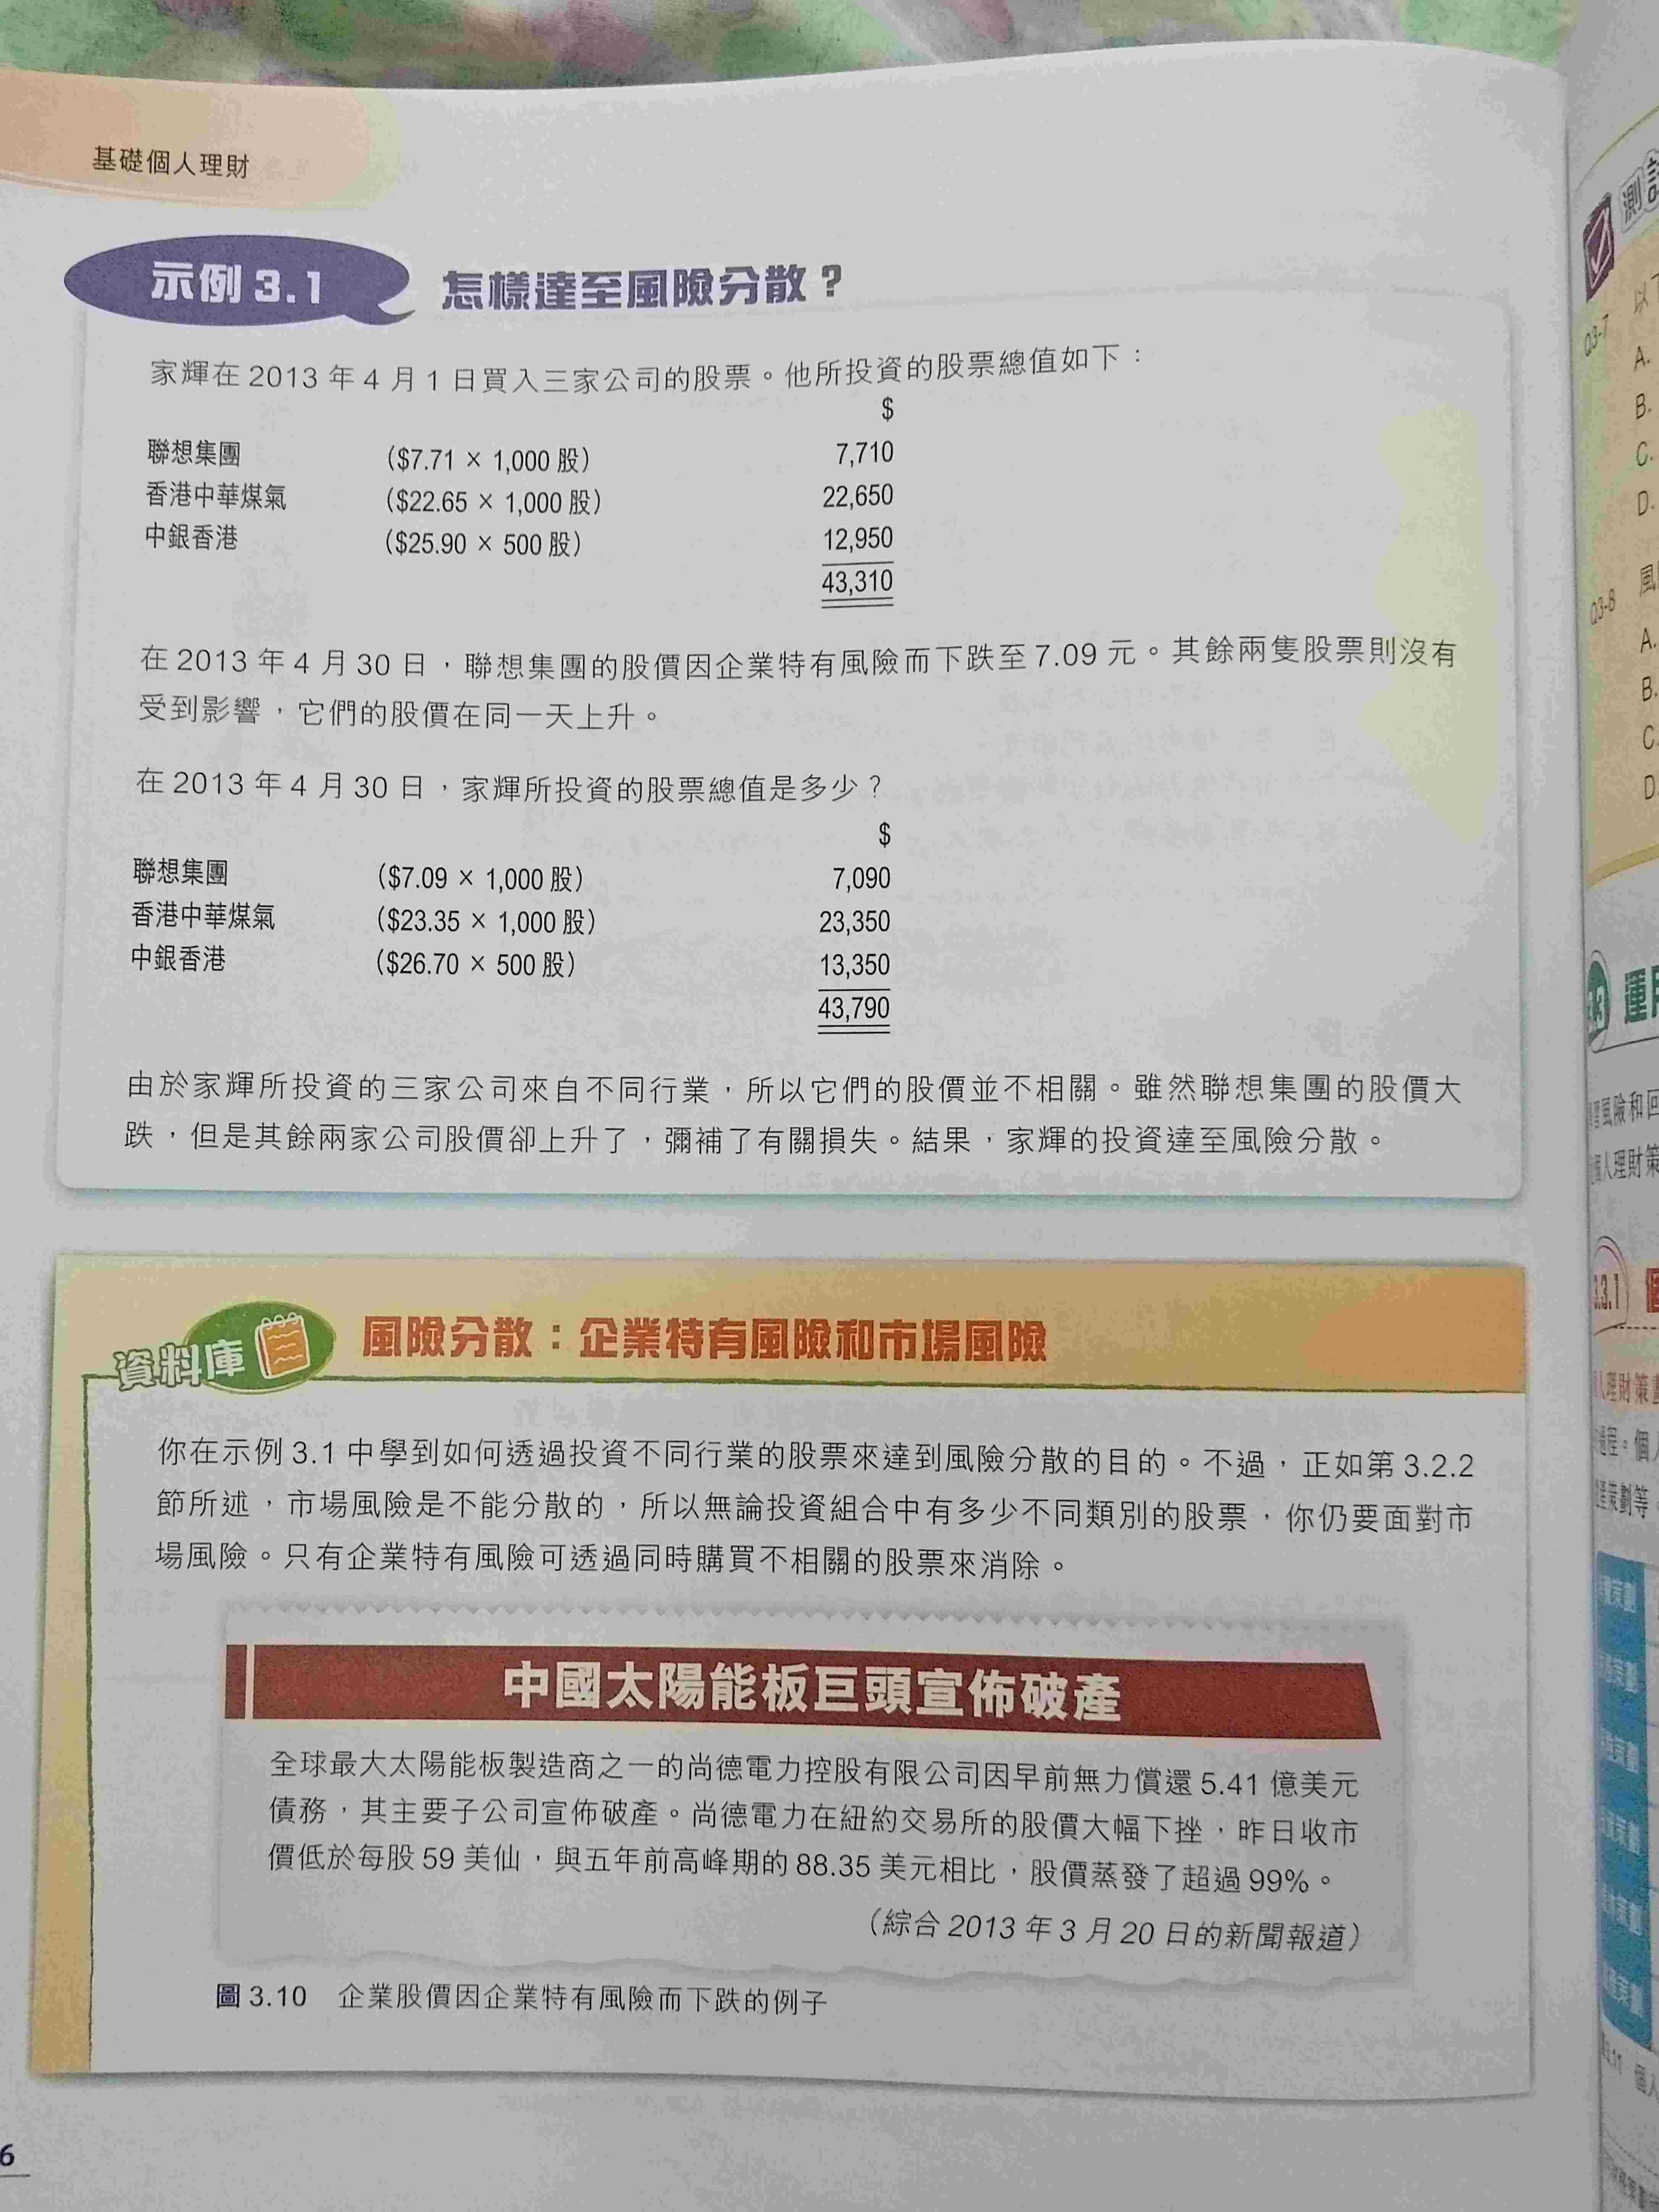 基礎個人理財
示例 3.1 怎樣達至風險分散？
家輝在 2013 年 4 月 1 日買入三家公司的股票。他所投資的股票總值如下：
$
聯想集團 （$7.71 × 1,000 股） 7,710
香港中華煤氣 （$22.65 × 1,000 股） 22,650
中銀香港 （$25.90 × 500 股） 12,950
43,310
在 2013 年 4 月 30 日，聯想集團的股價因企業特有風險而下跌至 7.09 元。其餘兩隻股票則沒有
受到影響，它們的股價在同一天上升。
在 2013 年 4 月 30 日，家輝所投資的股票總值是多少？
$
聯想集團 （$7.09 × 1,000 股） 7,090
香港中華煤氣 （$23.35 × 1,000 股） 23,350
中銀香港 （$26.70 × 500 股） 13,350
43,790
由於家輝所投資的三家公司來自不同行業，所以它們的股價並不相關。雖然聯想集團的股價大
跌，但是其餘兩家公司股價卻上升了，彌補了有關損失。結果，家輝的投資達至風險分散。
資料庫 風險分散：企業特有風險和市場風險
你在示例 3.1 中學到如何透過投資不同行業的股票來達到風險分散的目的。不過，正如第 3.2.2
節所述，市場風險是不能分散的，所以無論投資組合中有多少不同類別的股票，你仍要面對市
場風險。只有企業特有風險可透過同時購買不相關的股票來消除。
中國太陽能板巨頭宣佈破產
全球最大太陽能板製造商之一的尚德電力控股有限公司因早前無力償還 5.41 億美元
債務，其主要子公司宣佈破產。尚德電力在紐約交易所的股價大幅下挫，昨日收市
價低於每股 59 美仙，與五年前高峰期的 88.35 美元相比，股價蒸發了超過 99%。
（綜合 2013 年 3 月 20 日的新聞報道）
圖 3.10 企業股價因企業特有風險而下跌的例子
6
測
Q3-7 以
A.
B.
C.
D.
Q3-8 風
A.
B.
C.
D.
運
風險和
個人理財策
3.3.1
人理財策
過程。個
策劃等
個